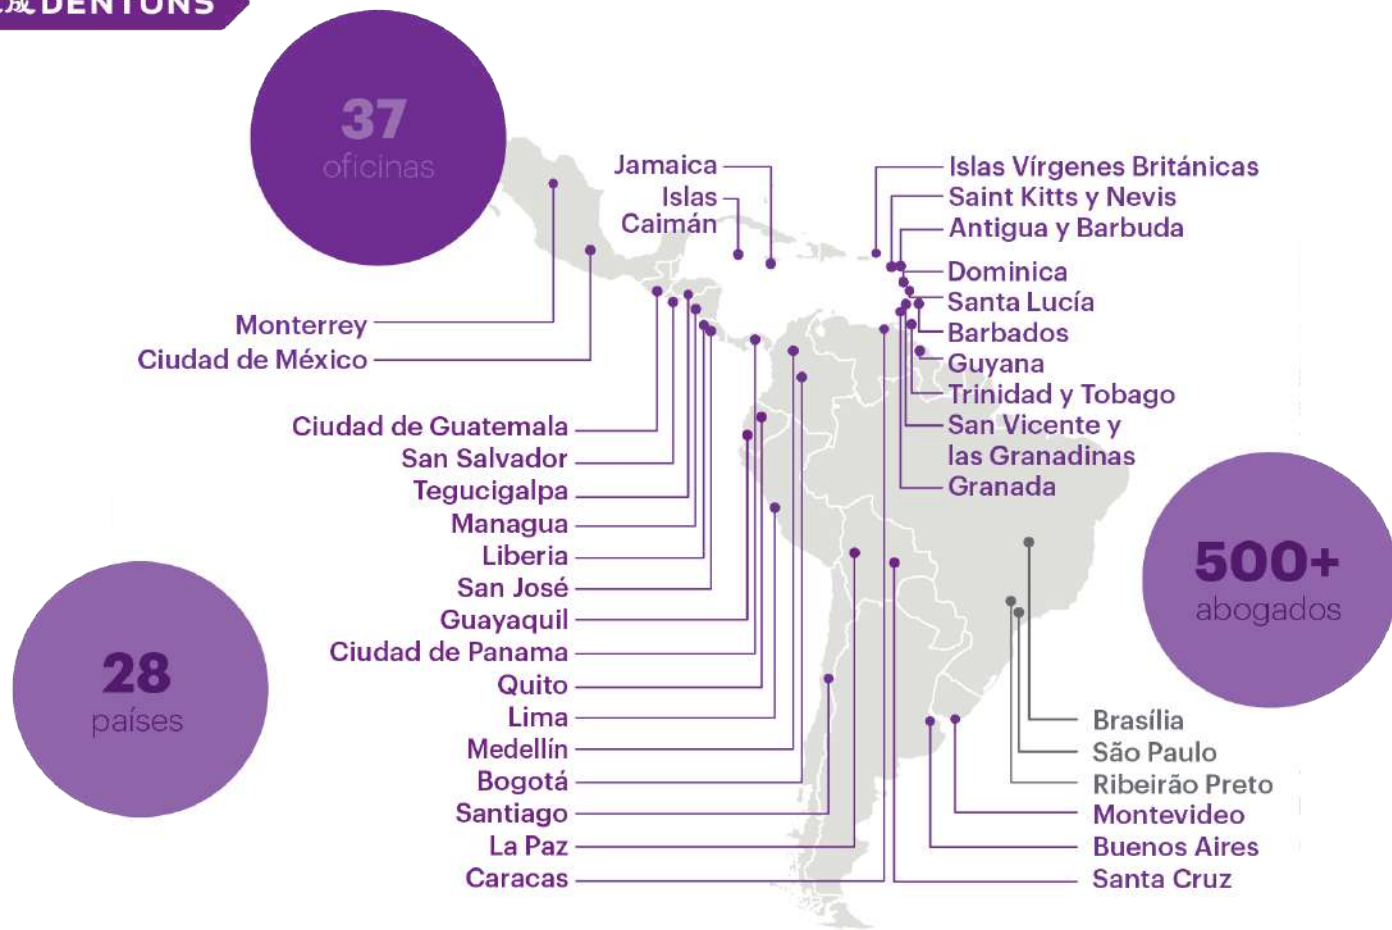 DENTONS
37
oficinas
Jamaica
Islas
Caimán
Islas Vírgenes Británicas
Saint Kitts y Nevis
Antigua y Barbuda
Dominica
Santa Lucía
Barbados
Guyana
Trinidad y Tobago
San Vicente y
las Granadinas
Granada
Monterrey
Ciudad de México
Ciudad de Guatemala
San Salvador
Tegucigalpa
Managua
Liberia
San José
Guayaquil
Ciudad de Panama
Quito
Lima
Medellín
Bogotá
Santiago
La Paz
Caracas
500+
abogados
28
países
Brasília
São Paulo
Ribeirão Preto
Montevideo
Buenos Aires
Santa Cruz